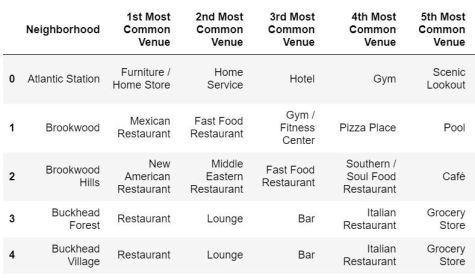 Neighborhood 1st Most Common Venue 2nd Most Common Venue 3rd Most Common Venue 4th Most Common Venue 5th Most Common Venue
0 Atlantic Station Furniture / Home Store Home Service Hotel Gym Scenic Lookout
1 Brookwood Mexican Restaurant Fast Food Restaurant Gym / Fitness Center Pizza Place Pool
2 Brookwood Hills New American Restaurant Middle Eastern Restaurant Fast Food Restaurant Southern / Soul Food Restaurant Café
3 Buckhead Forest Restaurant Lounge Bar Italian Restaurant Grocery Store
4 Buckhead Village Restaurant Lounge Bar Italian Restaurant Grocery Store